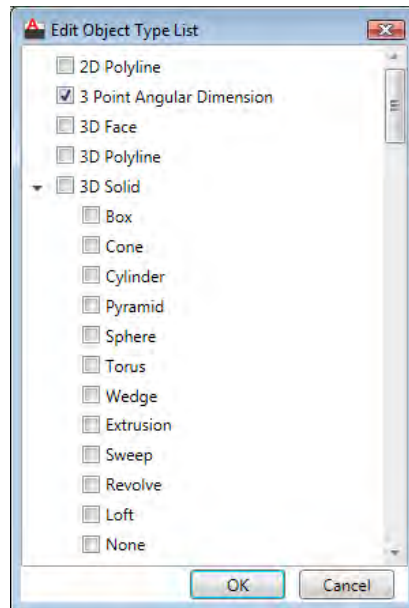 Edit Object Type List
2D Polyline
3 Point Angular Dimension
3D Face
3D Polyline
3D Solid
Box
Cone
Cylinder
Pyramid
Sphere
Torus
Wedge
Extrusion
Sweep
Revolve
Loft
None
OK Cancel